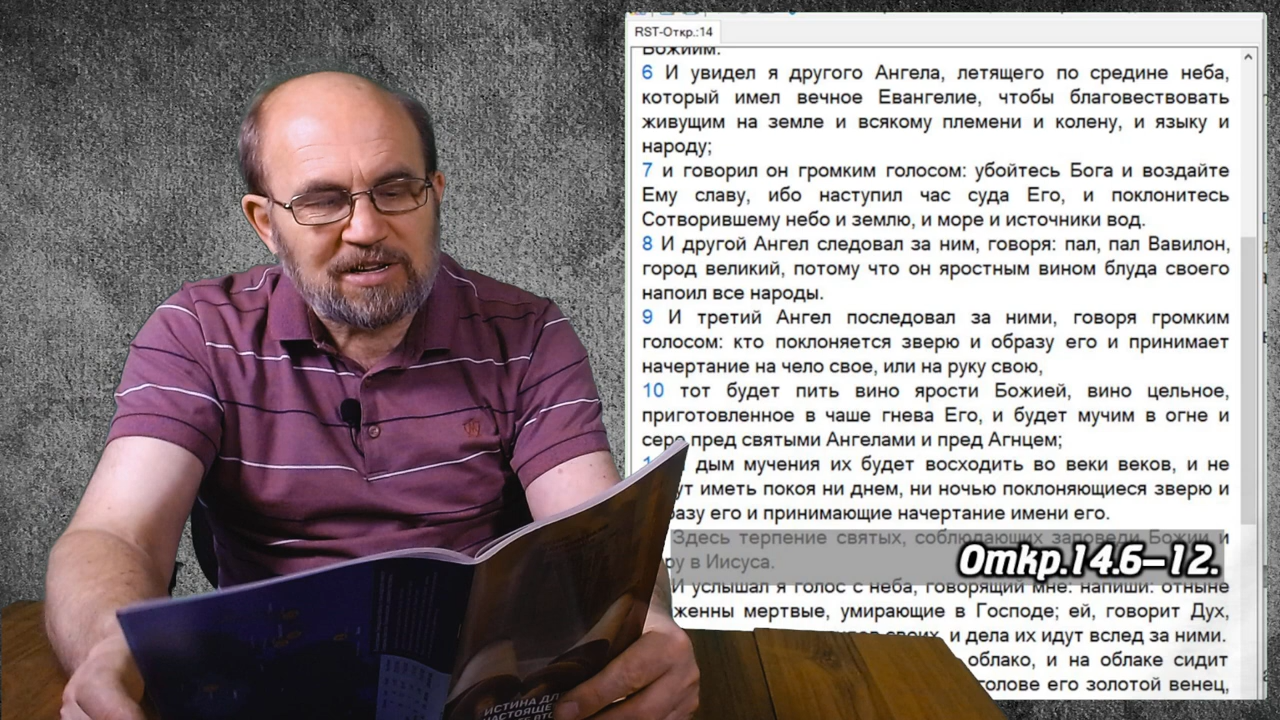 RST-Откр.:14
Божиим.
6 И увидел я другого Ангела, летящего по средине неба,
который имел вечное Евангелие, чтобы благовествовать
живущим на земле и всякому племени и колену, и языку и
народу;
7 и говорил он громким голосом: убойтесь Бога и воздайте
Ему славу, ибо наступил час суда Его, и поклонитесь
Сотворившему небо и землю, и море и источники вод.
8 И другой Ангел следовал за ним, говоря: пал, пал Вавилон,
город великий, потому что он яростным вином блуда своего
напоил все народы.
9 И третий Ангел последовал за ними, говоря громким
голосом: кто поклоняется зверю и образу его и принимает
начертание на чело свое, или на руку свою,
10 тот будет пить вино ярости Божией, вино цельное,
приготовленное в чаше гнева Его, и будет мучим в огне и
сере пред святыми Ангелами и пред Агнцем;
дым мучения их будет восходить во веки веков, и не
иметь покоя ни днем, ни ночью поклоняющиеся зверю и
его и принимающие начертание имени его.
Здесь терпение святых, соблюдающих заповеди Божии и
в Иисуса.
Откр.14.6–12.
И услышал я голос с неба, говорящий мне: напиши: отныне
мертвые, умирающие в Господе; ей, говорит Дух,
и дела их идут вслед за ними.
облако, и на облаке сидит
его золотой венец,
ИСТИНА ДЛ
НАСТОЯЩЕ